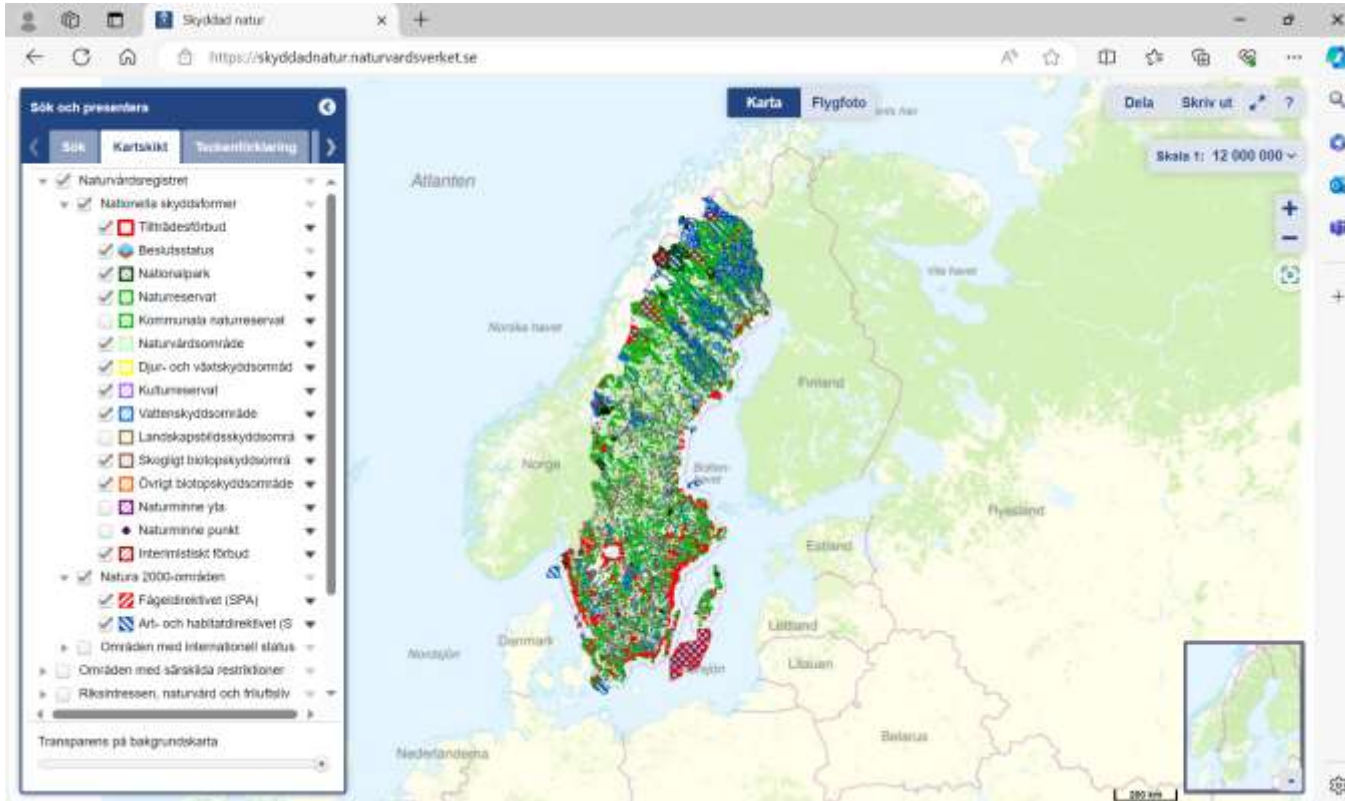 Skyddad natur
https://skyddadnatur.naturvardsverket.se
Sök och presentera
Sök
Kartskikt
Teckenförklaring
Naturvårdsregistret
Nationella skyddsformer
Tillträdesförbud
Beslutsstatus
Nationalpark
Naturreservat
Kommunala naturreservat
Naturvårdsområde
Djur- och växtskyddsområd
Kulturreservat
Vattenskyddsområde
Landskapsbildsskyddsområ
Skogligt biotopskyddsområ
Övrigt biotopskyddsområde
Naturminne yta
Naturminne punkt
Interimistiskt förbud
Natura 2000-områden
Fågeldirektivet (SPA)
Art- och habitatdirektivet (S
Områden med internationell status
Områden med särskilda restriktioner
Riksintressen, naturvård och friluftsliv
Transparens på bakgrundskarta
Karta
Flygfoto
Dela
Skriv ut
?
Skala 1: 12 000 000
+
−
Atlanten
Norska havet
Vita havet
Finland
Norge
Botten-
havet
Ryssland
Estland
Lettland
Danmark
Litauen
Nordsjön
Belarus
Nederländerna
200 km